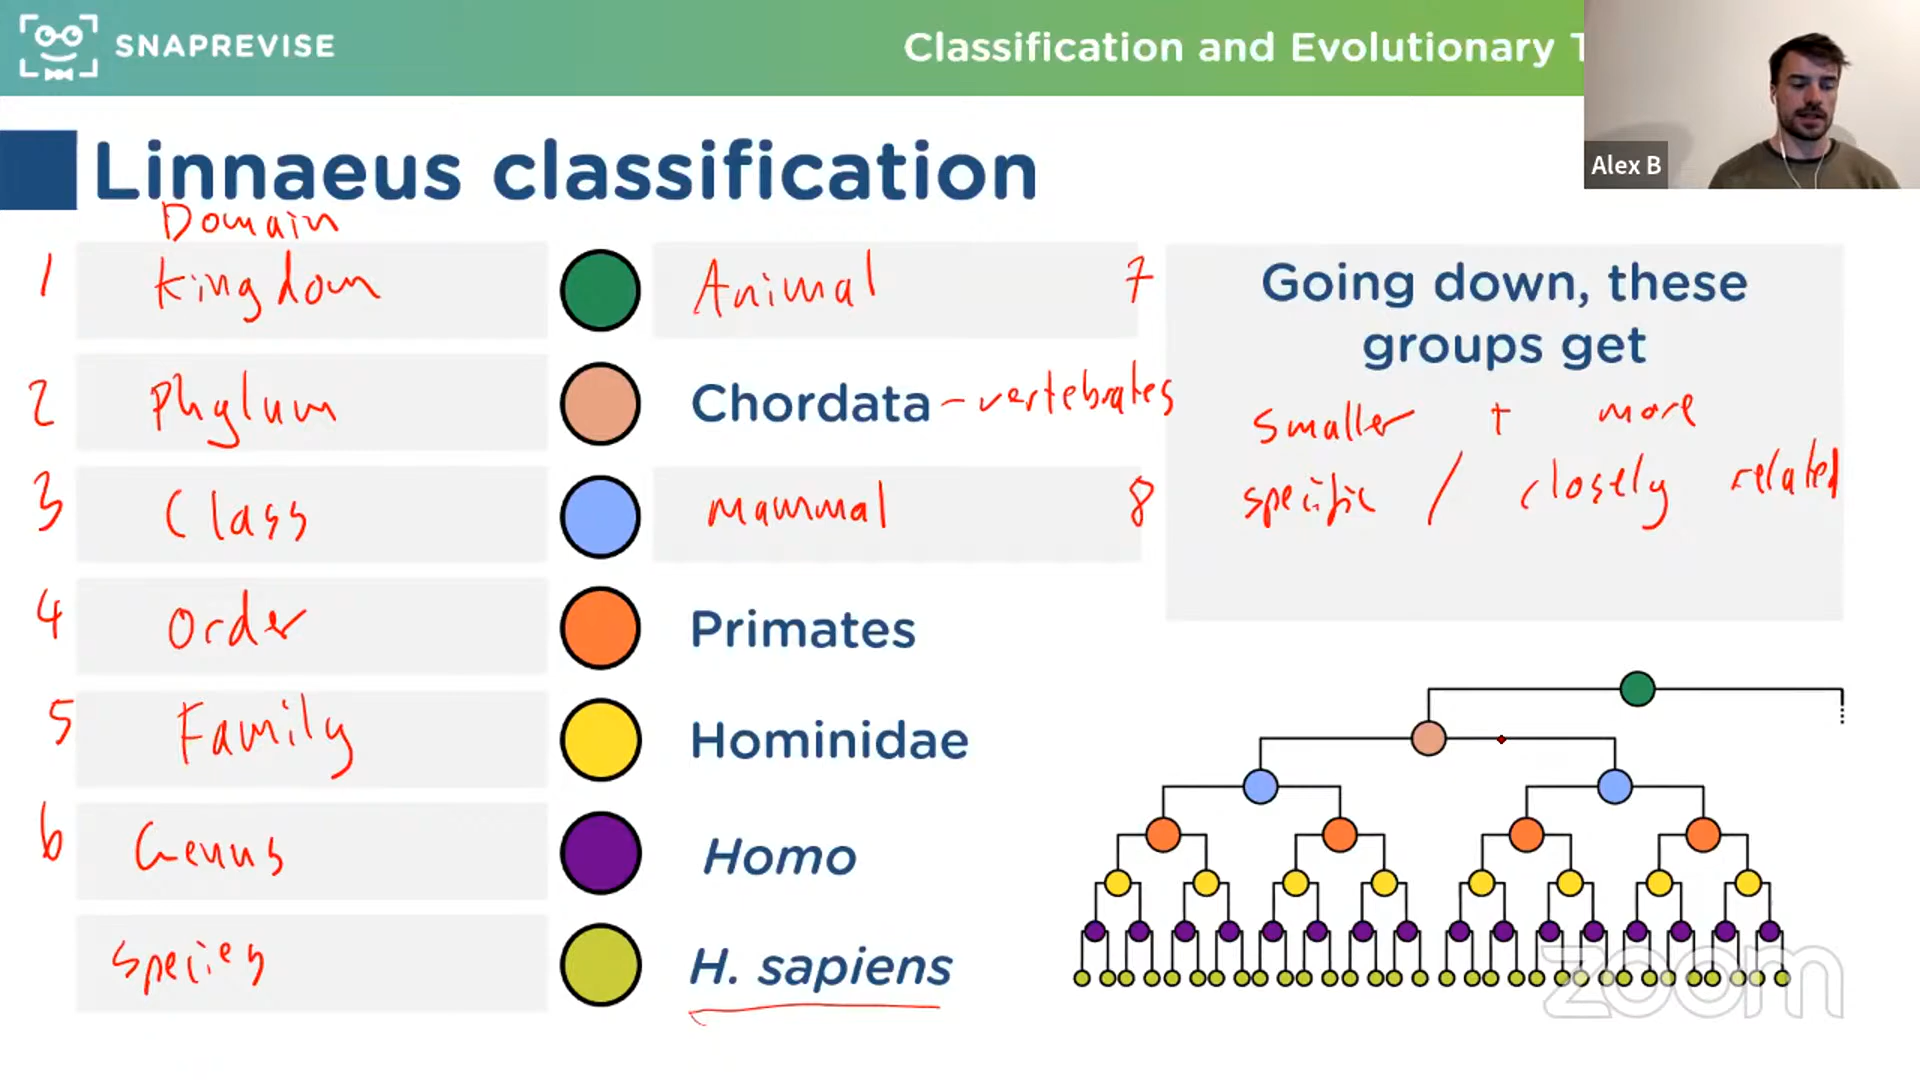 SNAPREVISE
Classification and Evolutionary T
Alex B
Linnaeus classification
Domain
1 Kingdom Animal 7
2 Phylum Chordata - vertebrates
3 Class mammal 8
4 Order Primates
5 Family Hominidae
6 Genus Homo
Species H. sapiens
Going down, these
groups get
smaller + more
specific / closely related
zoom